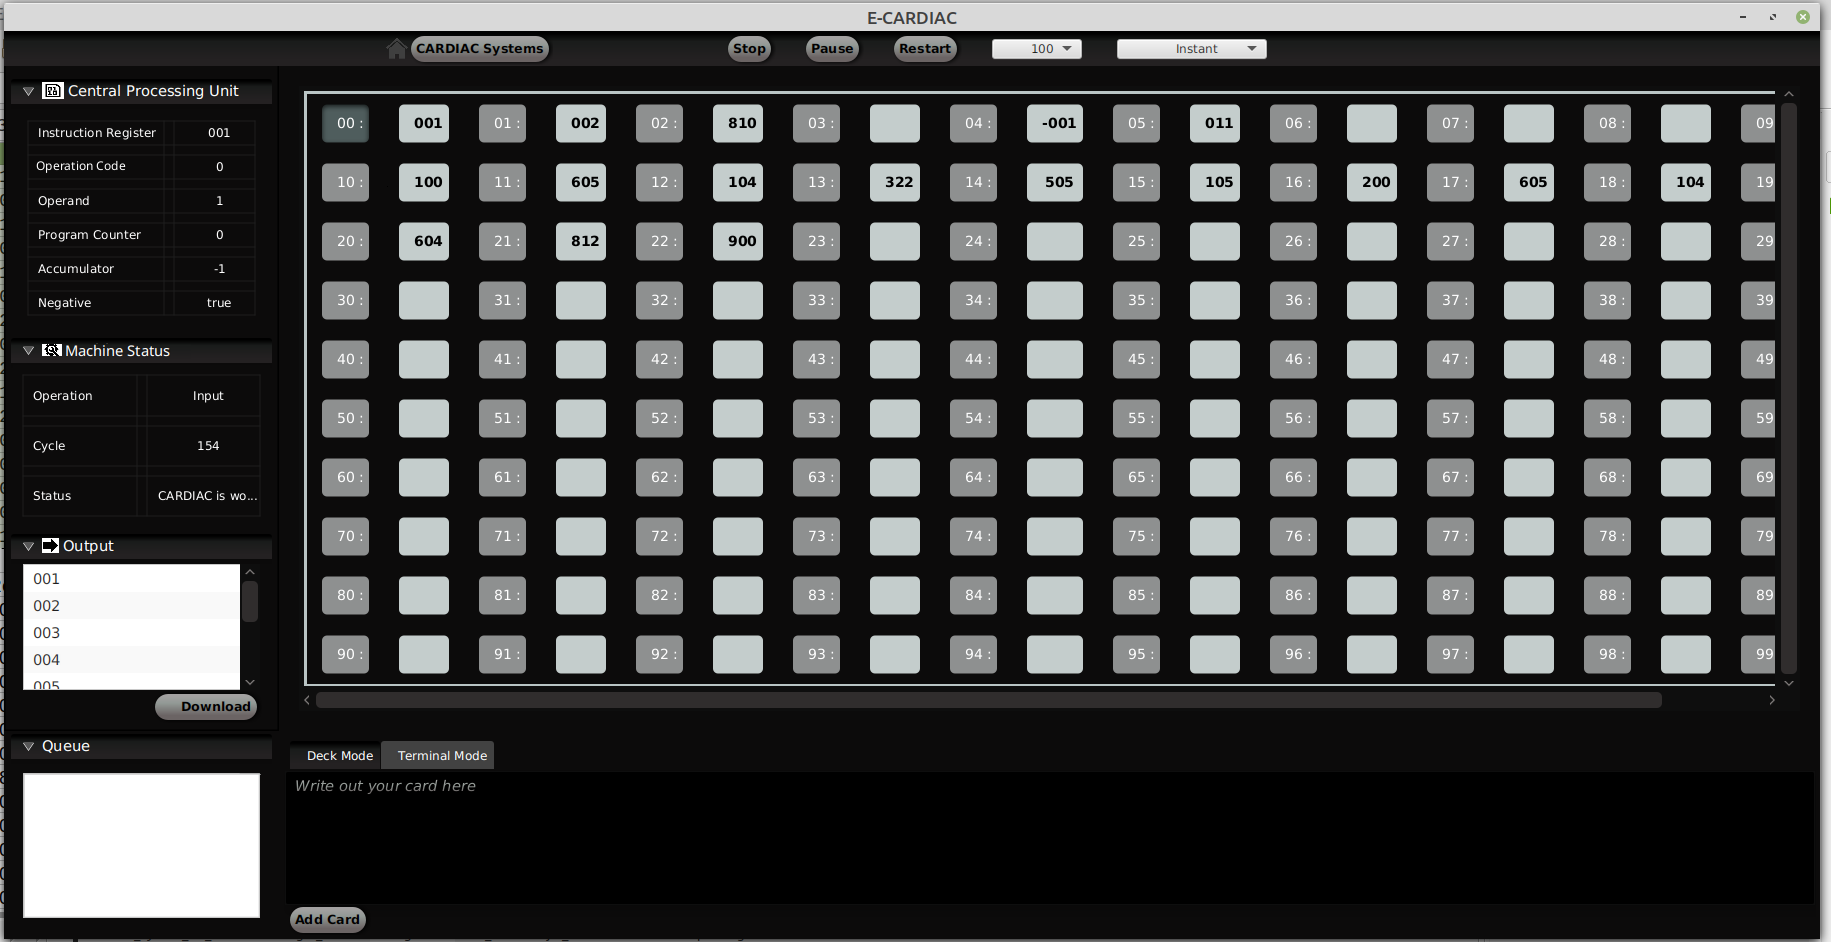 E-CARDIAC
CARDIAC Systems Stop Pause Restart 100 Instant
Central Processing Unit
Instruction Register 001
Operation Code 0
Operand 1
Program Counter 0
Accumulator -1
Negative true
Machine Status
Operation Input
Cycle 154
Status CARDIAC is wo...
Output
001
002
003
004
005
Download
Queue
00 : 001 01 : 002 02 : 810 03 : 04 : -001 05 : 011 06 : 07 : 08 : 09
10 : 100 11 : 605 12 : 104 13 : 322 14 : 505 15 : 105 16 : 200 17 : 605 18 : 104 19
20 : 604 21 : 812 22 : 900 23 : 24 : 25 : 26 : 27 : 28 : 29
30 : 31 : 32 : 33 : 34 : 35 : 36 : 37 : 38 : 39
40 : 41 : 42 : 43 : 44 : 45 : 46 : 47 : 48 : 49
50 : 51 : 52 : 53 : 54 : 55 : 56 : 57 : 58 : 59
60 : 61 : 62 : 63 : 64 : 65 : 66 : 67 : 68 : 69
70 : 71 : 72 : 73 : 74 : 75 : 76 : 77 : 78 : 79
80 : 81 : 82 : 83 : 84 : 85 : 86 : 87 : 88 : 89
90 : 91 : 92 : 93 : 94 : 95 : 96 : 97 : 98 : 99
Deck Mode Terminal Mode
Write out your card here
Add Card